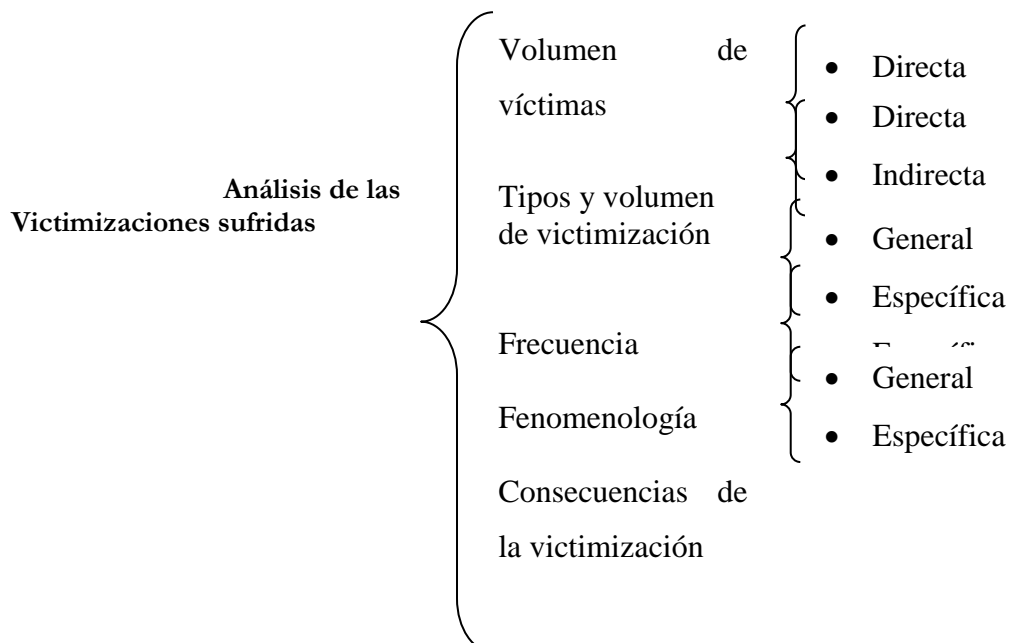 Análisis de las
Victimizaciones sufridas
Volumen de
víctimas
Tipos y volumen
de victimización
Frecuencia
Fenomenología
Consecuencias de
la victimización
• Directa
• Directa
• Indirecta
• General
• Específica
• General
• Específica